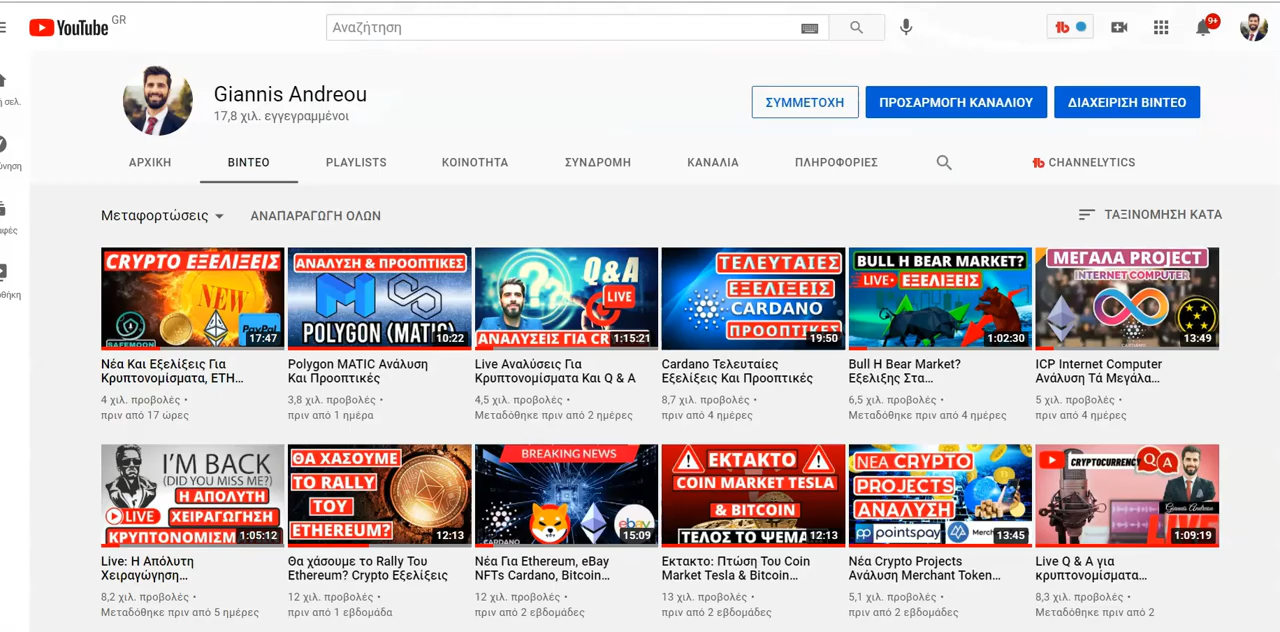 YouTube GR
Αναζήτηση
9+
ή σελ.
ύνηση
φές
θήκη
Giannis Andreou
17,8 χιλ. εγγεγραμμένοι
ΣΥΜΜΕΤΟΧΗ
ΠΡΟΣΑΡΜΟΓΗ ΚΑΝΑΛΙΟΥ
ΔΙΑΧΕΙΡΙΣΗ ΒΙΝΤΕΟ
ΑΡΧΙΚΗ ΒΙΝΤΕΟ PLAYLISTS ΚΟΙΝΟΤΗΤΑ ΣΥΝΔΡΟΜΗ ΚΑΝΑΛΙΑ ΠΛΗΡΟΦΟΡΙΕΣ CHANNELYTICS
Μεταφορτώσεις ΑΝΑΠΑΡΑΓΩΓΗ ΟΛΩΝ ΤΑΞΙΝΟΜΗΣΗ ΚΑΤΑ
CRYPTO ΕΞΕΛΙΞΕΙΣ
NEW
SAFEMOON
PayPal
17:47
Νέα Και Εξελίξεις Για
Κρυπτονομίσματα, ETH...
4 χιλ. προβολές •
πριν από 17 ώρες
ΑΝΑΛΥΣΗ & ΠΡΟΟΠΤΙΚΕΣ
POLYGON (MATIC)
10:22
Polygon MATIC Ανάλυση
Και Προοπτικές
3,8 χιλ. προβολές •
πριν από 1 ημέρα
Q&A
LIVE
ΑΝΑΛΥΣΕΙΣ ΓΙΑ CR
1:15:21
Live Αναλύσεις Για
Κρυπτονομίσματα Και Q & A
4,5 χιλ. προβολές •
Μεταδόθηκε πριν από 2 ημέρες
ΤΕΛΕΥΤΑΙΕΣ
ΕΞΕΛΙΞΕΙΣ
CARDANO
ΠΡΟΟΠΤΙΚΕΣ
19:50
Cardano Τελευταίες
Εξελίξεις Και Προοπτικές
8,7 χιλ. προβολές •
πριν από 4 ημέρες
BULL Η BEAR MARKET?
LIVE• ΕΞΕΛΙΞΕΙΣ
1:02:30
Bull H Bear Market?
Εξελιξης Στα...
6,5 χιλ. προβολές •
Μεταδόθηκε πριν από 4 ημέρες
ΜΕΓΑΛΑ PROJECT
INTERNET COMPUTER
CARDANO
13:49
ICP Internet Computer
Ανάλυση Τά Μεγάλα...
5 χιλ. προβολές •
πριν από 4 ημέρες
I'M BACK
(DID YOU MISS ME?)
Η ΑΠΟΛΥΤΗ
LIVE ΧΕΙΡΑΓΩΓΗΣΗ
ΚΡΥΠΤΟΝΟΜΙΣΜ
1:05:12
Live: Η Απόλυτη
Χειραγώγηση...
8,2 χιλ. προβολές •
Μεταδόθηκε πριν από 5 ημέρες
ΘΑ ΧΑΣΟΥΜΕ
ΤΟ RALLY
ΤΟΥ
ETHEREUM?
12:13
Θα χάσουμε το Rally Του
Ethereum? Crypto Εξελίξεις
12 χιλ. προβολές •
πριν από 1 εβδομάδα
BREAKING NEWS
CARDANO
ebay
15:09
Νέα Για Ethereum, eBay
NFTs Cardano, Bitcoin...
12 χιλ. προβολές •
πριν από 2 εβδομάδες
ΕΚΤΑΚΤΟ
COIN MARKET TESLA
& BITCOIN
ΤΕΛΟΣ ΤΟ ΨΕΜΑ
12:13
Εκτακτο: Πτώση Του Coin
Market Tesla & Bitcoin...
13 χιλ. προβολές •
πριν από 2 εβδομάδες
ΝΕΑ CRYPTO
PROJECTS
ΑΝΑΛΥΣΗ
pointspay Merch
13:45
Νέα Crypto Projects
Ανάλυση Merchant Token...
5,1 χιλ. προβολές •
πριν από 2 εβδομάδες
CRYPTOCURRENCY Q A
Giannis Andreou
LIVE
1:09:19
Live Q & A για
κρυπτονομίσματα...
8,3 χιλ. προβολές •
Μεταδόθηκε πριν από 2